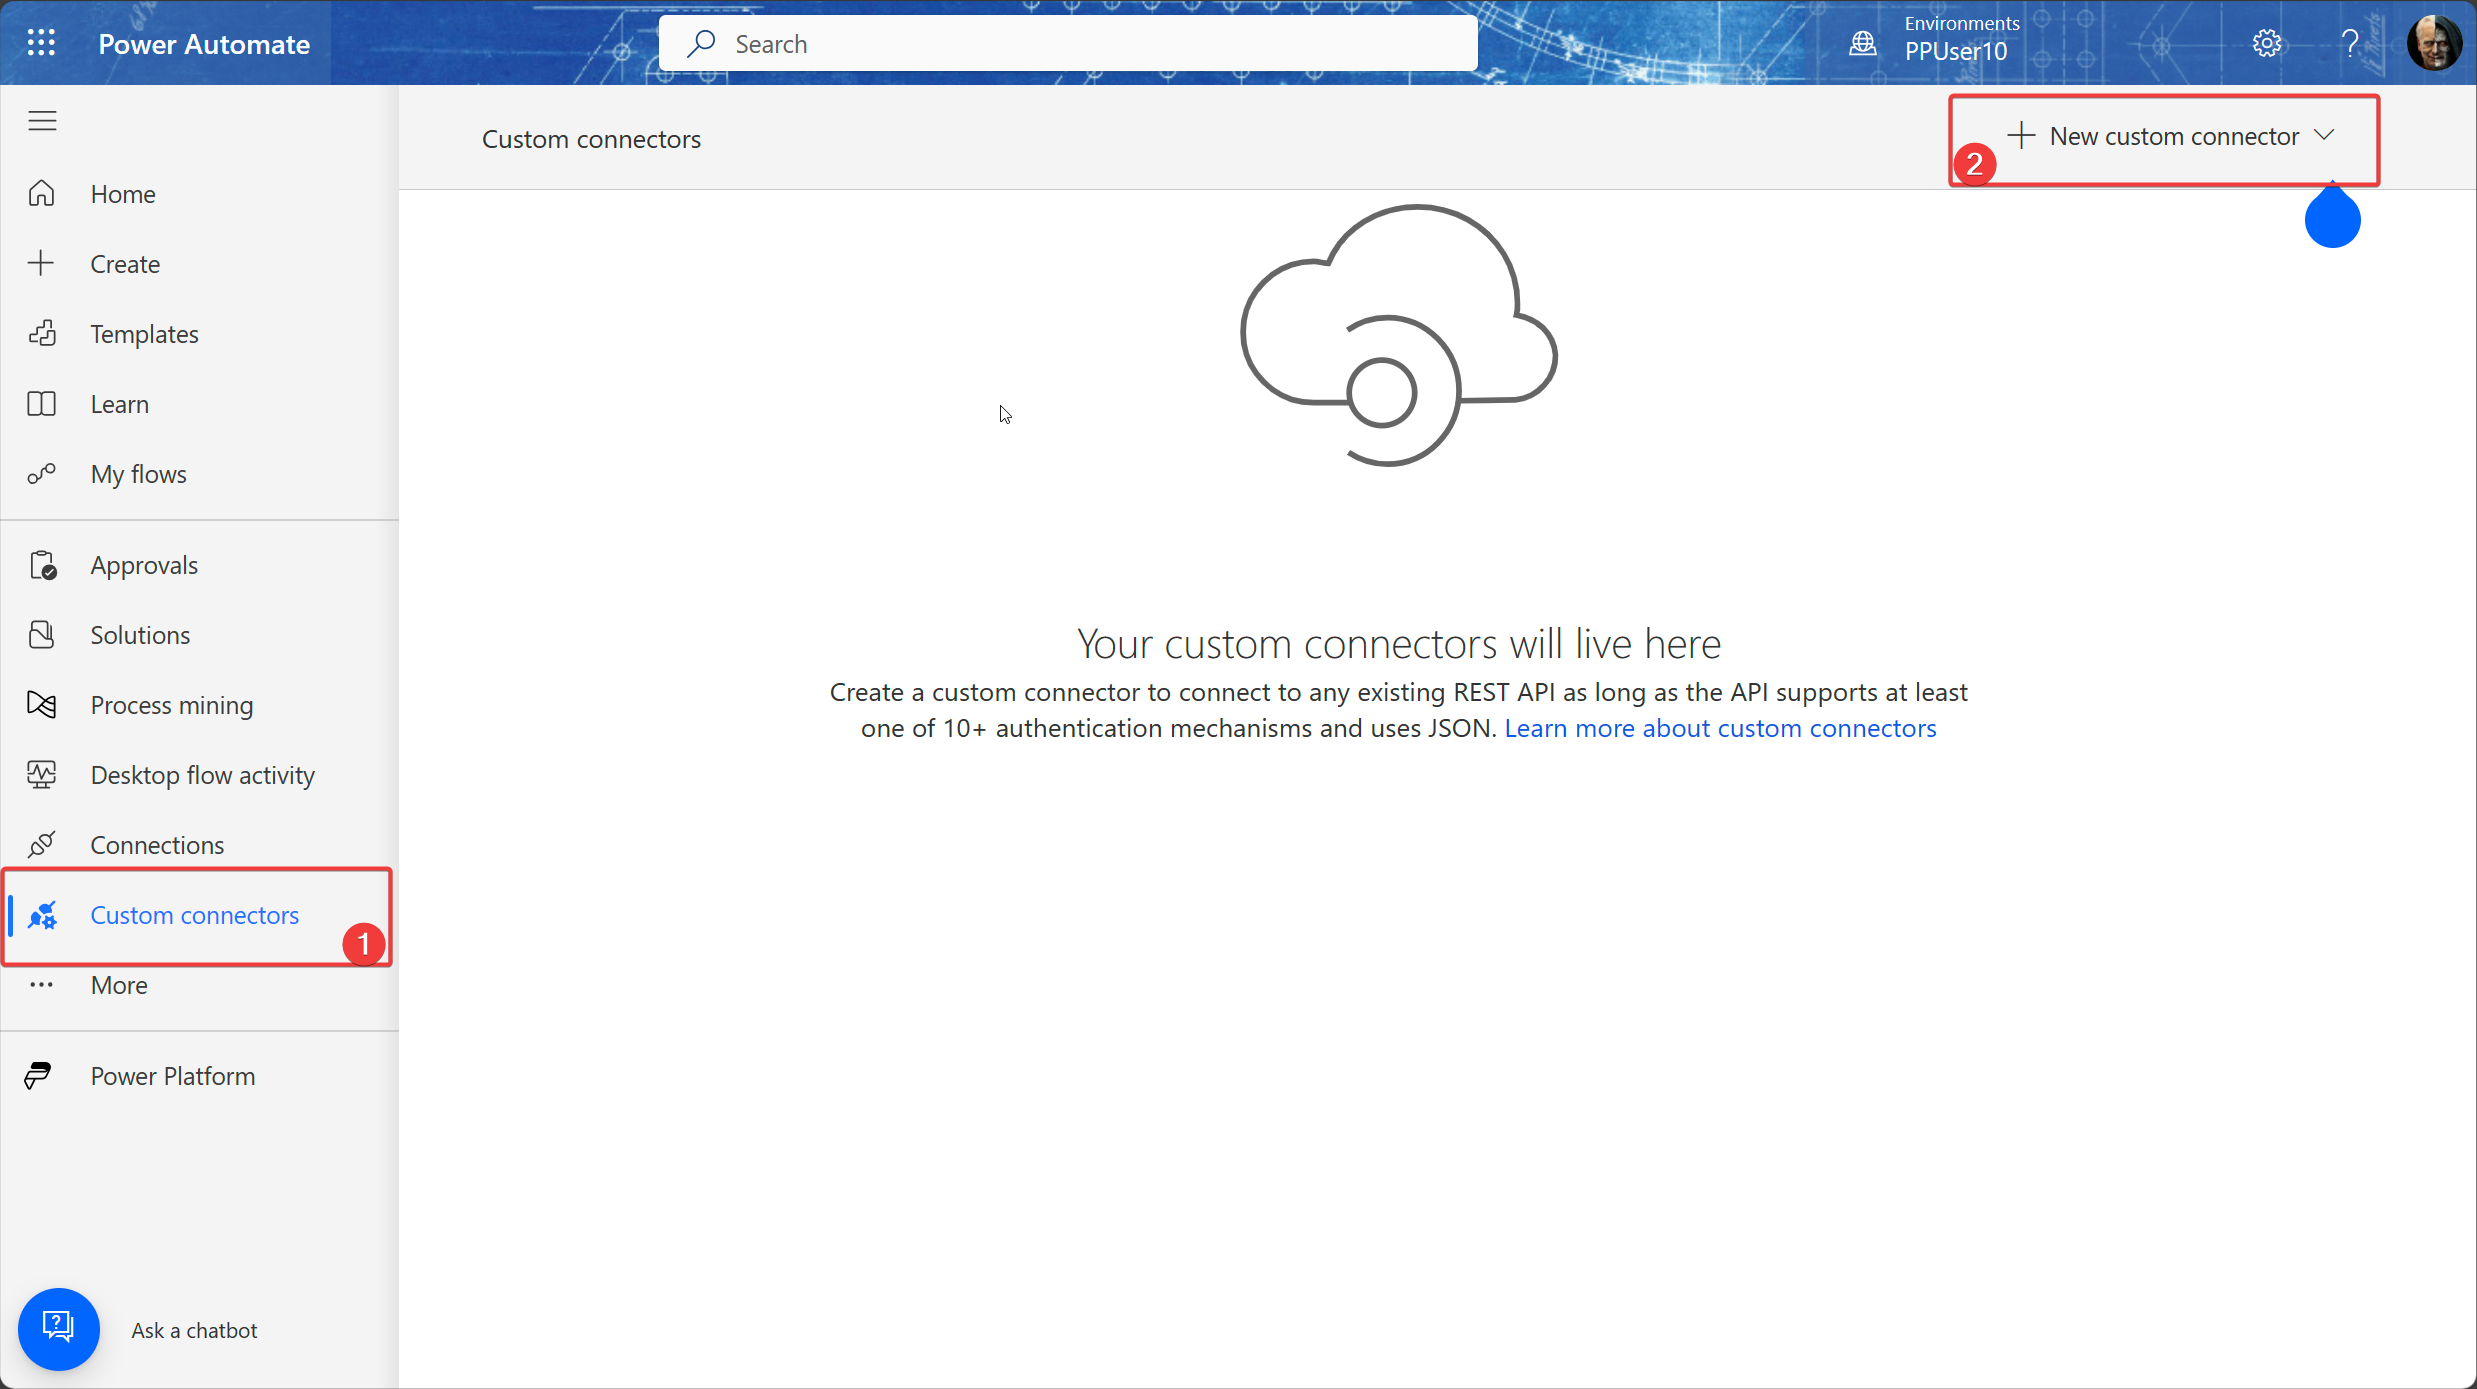 Power Automate
Search
Environments
PPUser10
Custom connectors
New custom connector
2
Home
Create
Templates
Learn
My flows
Approvals
Solutions
Process mining
Desktop flow activity
Connections
Custom connectors
1
More
Power Platform
Ask a chatbot
Your custom connectors will live here
Create a custom connector to connect to any existing REST API as long as the API supports at least
one of 10+ authentication mechanisms and uses JSON. Learn more about custom connectors